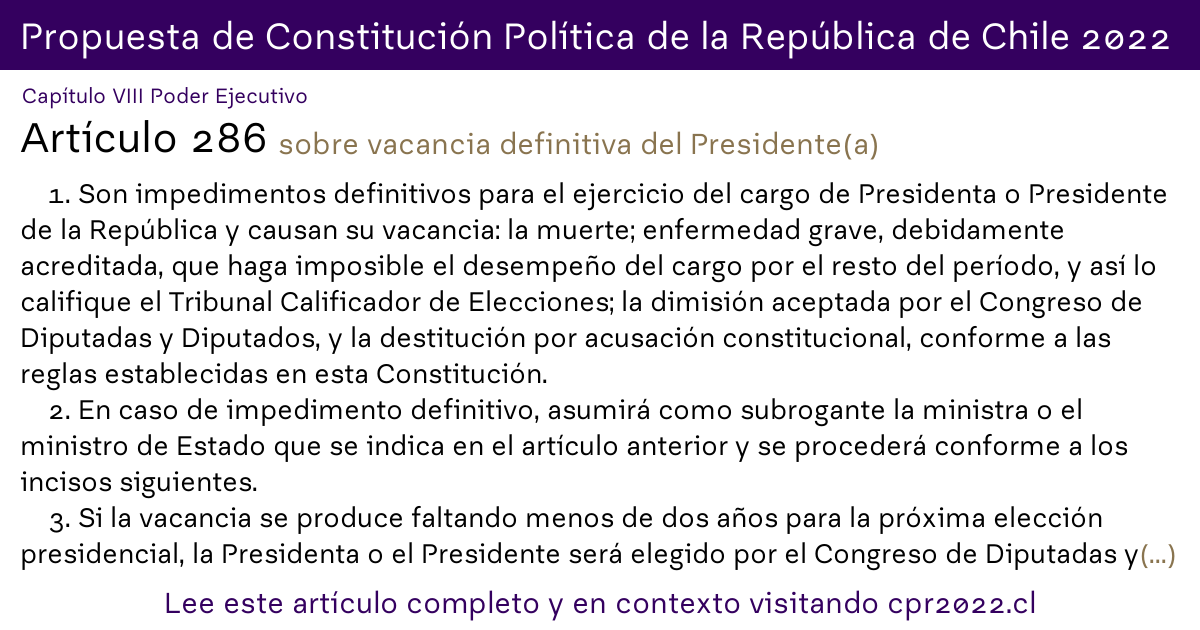 Propuesta de Constitución Política de la República de Chile 2022
Capítulo VIII Poder Ejecutivo
Artículo 286 sobre vacancia definitiva del Presidente(a)
1. Son impedimentos definitivos para el ejercicio del cargo de Presidenta o Presidente
de la República y causan su vacancia: la muerte; enfermedad grave, debidamente
acreditada, que haga imposible el desempeño del cargo por el resto del período, y así lo
califique el Tribunal Calificador de Elecciones; la dimisión aceptada por el Congreso de
Diputadas y Diputados, y la destitución por acusación constitucional, conforme a las
reglas establecidas en esta Constitución.
2. En caso de impedimento definitivo, asumirá como subrogante la ministra o el
ministro de Estado que se indica en el artículo anterior y se procederá conforme a los
incisos siguientes.
3. Si la vacancia se produce faltando menos de dos años para la próxima elección
presidencial, la Presidenta o el Presidente será elegido por el Congreso de Diputadas y(...)
Lee este artículo completo y en contexto visitando cpr2022.cl